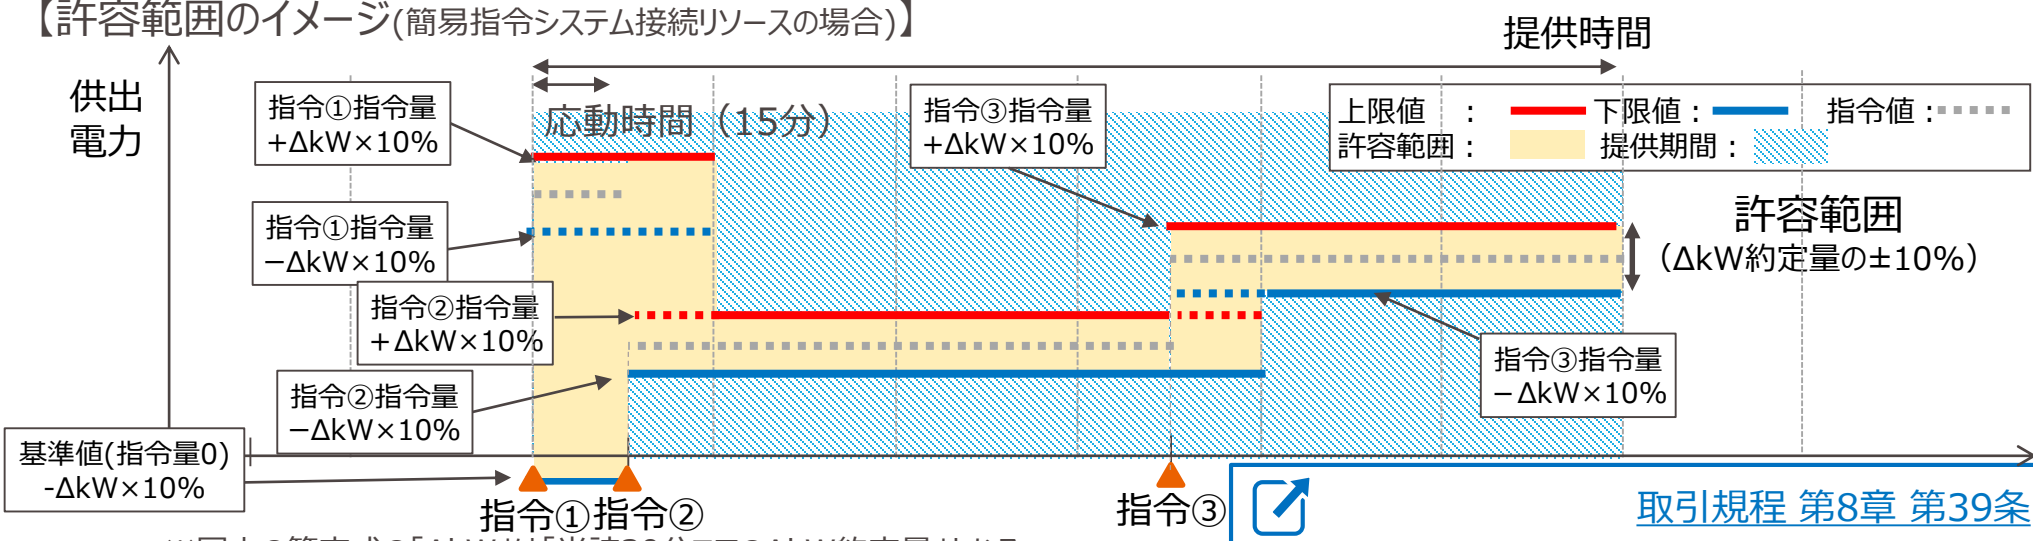 【許容範囲のイメージ(簡易指令システム接続リソースの場合)】
提供時間
供出
電力
指令①指令量
+ΔkW×10%
応動時間（15分）
指令③指令量
+ΔkW×10%
上限値　：　下限値：　指令値：
許容範囲：　提供期間：
指令①指令量
−ΔkW×10%
許容範囲
（ΔkW約定量の±10%）
指令②指令量
+ΔkW×10%
指令③指令量
−ΔkW×10%
指令②指令量
−ΔkW×10%
基準値(指令量0)
-ΔkW×10%
指令①
指令②
指令③
取引規程 第8章 第39条